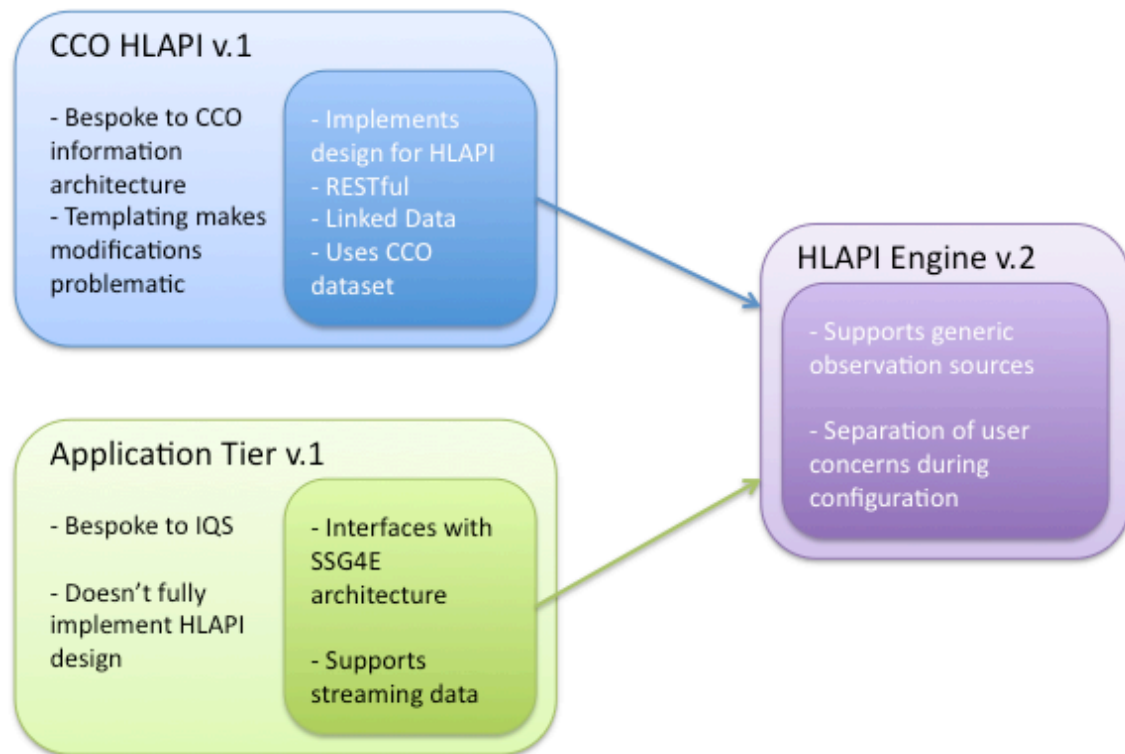 CCO HLAPI v.1
- Bespoke to CCO
information
architecture
- Templating makes
modifications
problematic
- Implements
design for HLAPI
- RESTful
- Linked Data
- Uses CCO
dataset
Application Tier v.1
- Bespoke to IQS
- Doesn't fully
implement HLAPI
design
- Interfaces with
SSG4E
architecture
- Supports
streaming data
HLAPI Engine v.2
- Supports generic
observation sources
- Separation of user
concerns during
configuration